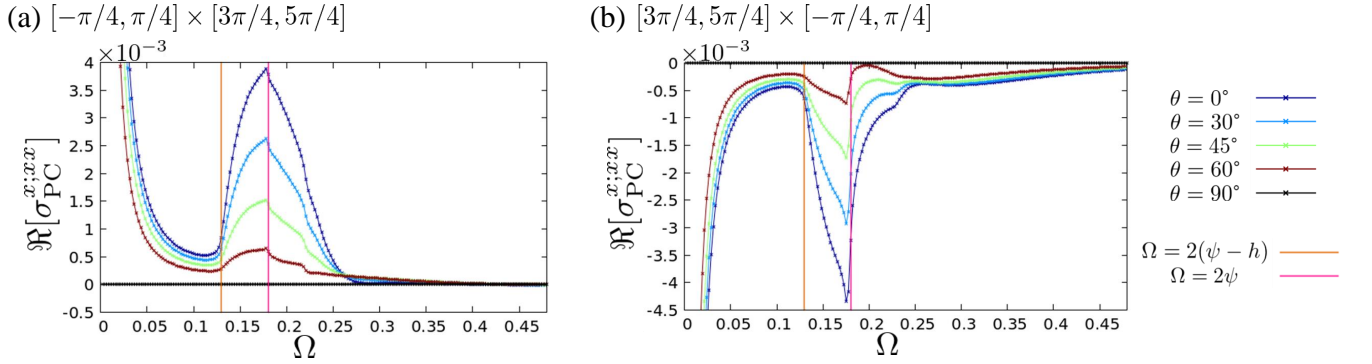 (a) [−π/4, π/4] × [3π/4, 5π/4]
×10⁻³
4
3.5
3
2.5
2
1.5
1
0.5
0
-0.5
0 0.05 0.1 0.15 0.2 0.25 0.3 0.35 0.4 0.45
Ω
ℜ[σ_PC^{x;xx}]
(b) [3π/4, 5π/4] × [−π/4, π/4]
×10⁻³
0
-0.5
-1
-1.5
-2
-2.5
-3
-3.5
-4
-4.5
0 0.05 0.1 0.15 0.2 0.25 0.3 0.35 0.4 0.45
Ω
ℜ[σ_PC^{x;xx}]
θ = 0°
θ = 30°
θ = 45°
θ = 60°
θ = 90°
Ω = 2(ψ − h)
Ω = 2ψ